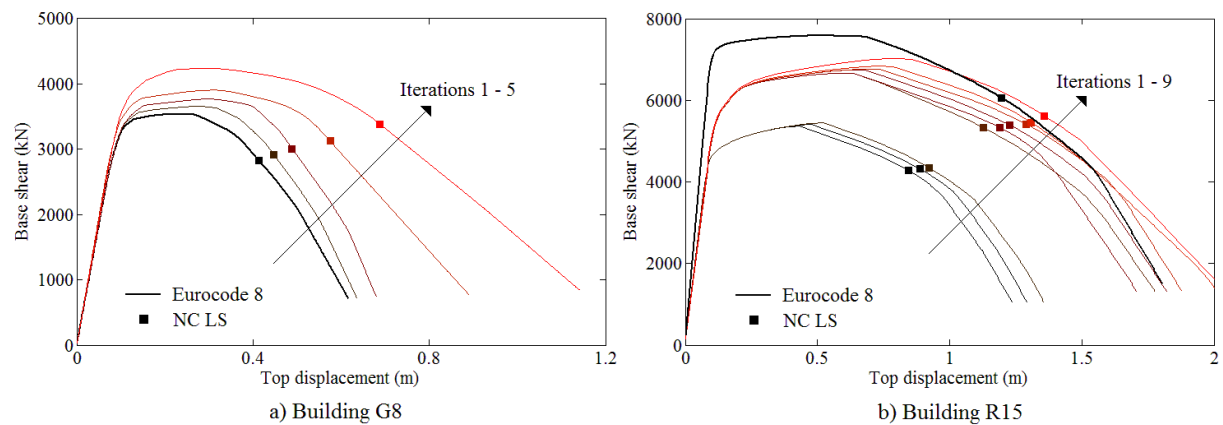 5000
4000
3000
2000
1000
0
Base shear (kN)
Iterations 1 - 5
Eurocode 8
NC LS
0
0.4
0.8
1.2
Top displacement (m)
a) Building G8
8000
6000
4000
2000
0
Base shear (kN)
Iterations 1 - 9
Eurocode 8
NC LS
0
0.5
1
1.5
2
Top displacement (m)
b) Building R15